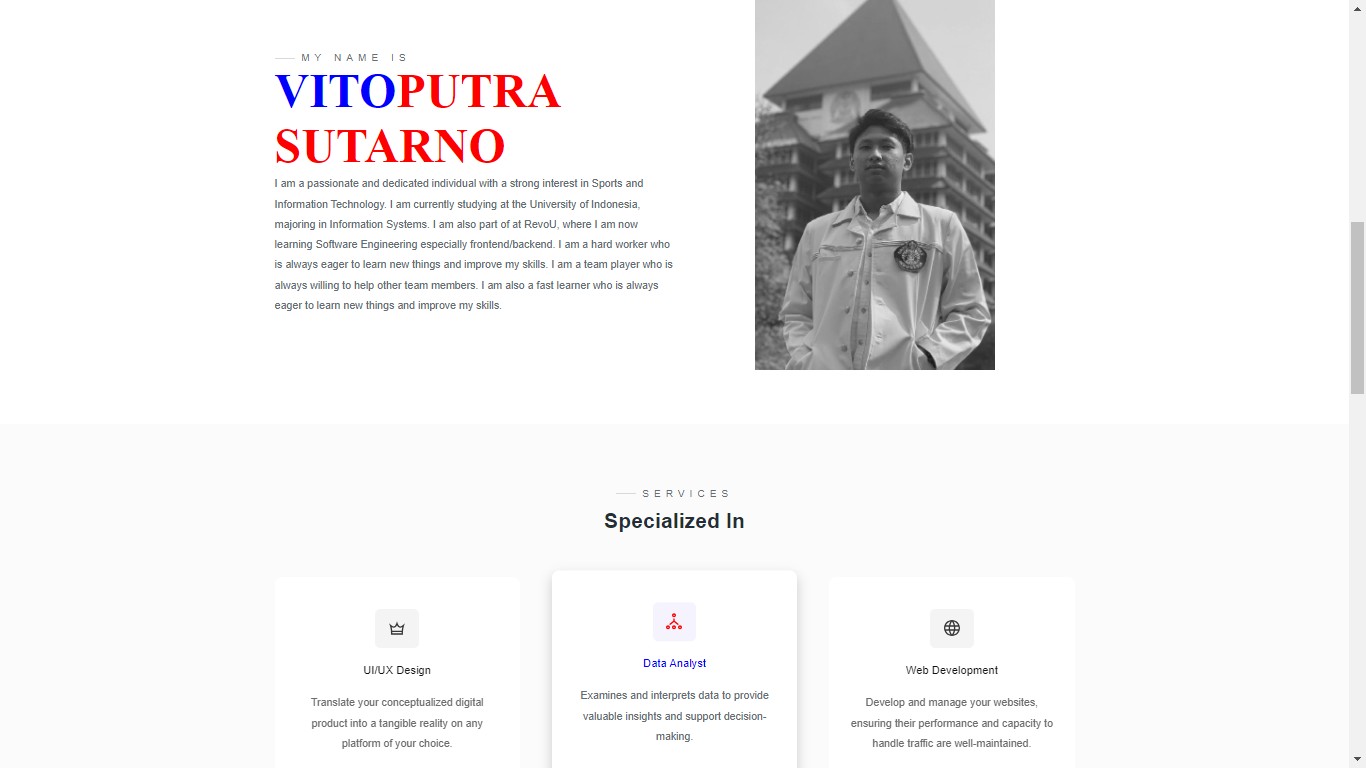 MY NAME IS
VITOPUTRA
SUTARNO
I am a passionate and dedicated individual with a strong interest in Sports and
Information Technology. I am currently studying at the University of Indonesia,
majoring in Information Systems. I am also part of at RevoU, where I am now
learning Software Engineering especially frontend/backend. I am a hard worker who
is always eager to learn new things and improve my skills. I am a team player who is
always willing to help other team members. I am also a fast learner who is always
eager to learn new things and improve my skills.
SERVICES
Specialized In
UI/UX Design
Translate your conceptualized digital
product into a tangible reality on any
platform of your choice.
Data Analyst
Examines and interprets data to provide
valuable insights and support decision-
making.
Web Development
Develop and manage your websites,
ensuring their performance and capacity to
handle traffic are well-maintained.